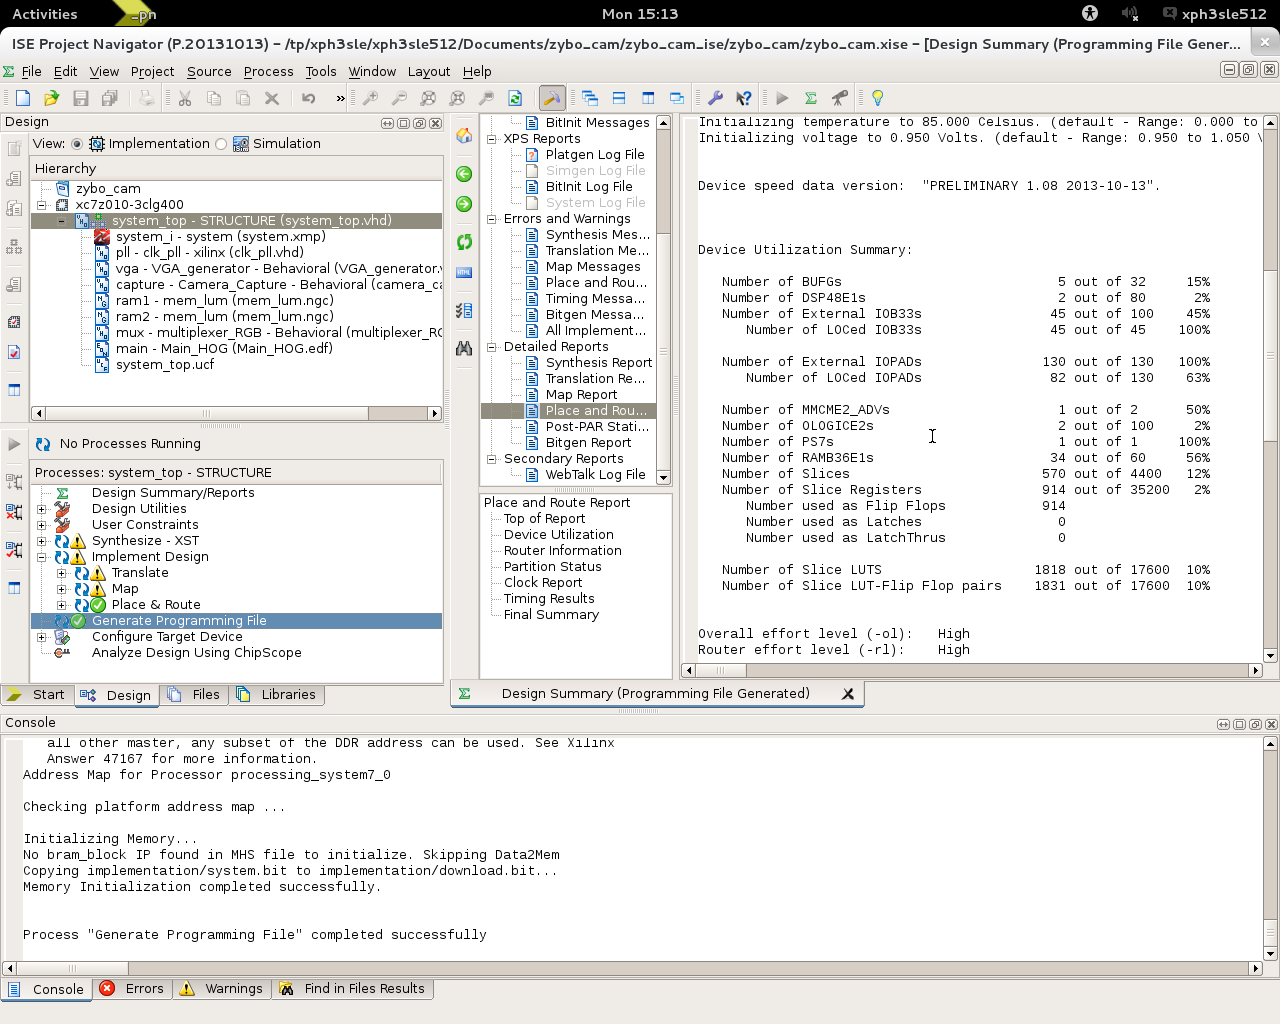 Activities
_pn
Mon 15:13
xph3sle512
ISE Project Navigator (P.20131013) – /tp/xph3sle/xph3sle512/Documents/zybo_cam/zybo_cam_ise/zybo_cam/zybo_cam.xise – [Design Summary (Programming File Gener...
File Edit View Project Source Process Tools Window Layout Help
»
Design
View: Implementation Simulation
Hierarchy
zybo_cam
xc7z010-3clg400
system_top - STRUCTURE (system_top.vhd)
system_i - system (system.xmp)
pll - clk_pll - xilinx (clk_pll.vhd)
vga - VGA_generator - Behavioral (VGA_generator.v
capture - Camera_Capture - Behavioral (camera_ca
ram1 - mem_lum (mem_lum.ngc)
ram2 - mem_lum (mem_lum.ngc)
mux - multiplexer_RGB - Behavioral (multiplexer_RG
main - Main_HOG (Main_HOG.edf)
system_top.ucf
No Processes Running
Processes: system_top - STRUCTURE
Design Summary/Reports
Design Utilities
User Constraints
Synthesize - XST
Implement Design
Translate
Map
Place & Route
Generate Programming File
Configure Target Device
Analyze Design Using ChipScope
Start
Design
Files
Libraries
BitInit Messages
XPS Reports
Platgen Log File
Simgen Log File
BitInit Log File
System Log File
Errors and Warnings
Synthesis Mes...
Translation Me...
Map Messages
Place and Rou...
Timing Messa...
Bitgen Messa...
All Implement...
Detailed Reports
Synthesis Report
Translation Re...
Map Report
Place and Rou...
Post-PAR Stati...
Bitgen Report
Secondary Reports
WebTalk Log File
Place and Route Report
Top of Report
Device Utilization
Router Information
Partition Status
Clock Report
Timing Results
Final Summary
Initializing temperature to 85.000 Celsius. (default - Range: 0.000 to
Initializing voltage to 0.950 Volts. (default - Range: 0.950 to 1.050 V
Device speed data version:  "PRELIMINARY 1.08 2013-10-13".
Device Utilization Summary:
Number of BUFGs 5 out of 32 15%
Number of DSP48E1s 2 out of 80 2%
Number of External IOB33s 45 out of 100 45%
Number of LOCed IOB33s 45 out of 45 100%
Number of External IOPADs 130 out of 130 100%
Number of LOCed IOPADs 82 out of 130 63%
Number of MMCME2_ADVs 1 out of 2 50%
Number of OLOGICE2s 2 out of 100 2%
Number of PS7s 1 out of 1 100%
Number of RAMB36E1s 34 out of 60 56%
Number of Slices 570 out of 4400 12%
Number of Slice Registers 914 out of 35200 2%
Number used as Flip Flops 914
Number used as Latches 0
Number used as LatchThrus 0
Number of Slice LUTS 1818 out of 17600 10%
Number of Slice LUT-Flip Flop pairs 1831 out of 17600 10%
Overall effort level (-ol): High
Router effort level (-rl): High
Design Summary (Programming File Generated)
Console
all other master, any subset of the DDR address can be used. See Xilinx
Answer 47167 for more information.
Address Map for Processor processing_system7_0
Checking platform address map ...
Initializing Memory...
No bram_block IP found in MHS file to initialize. Skipping Data2Mem
Copying implementation/system.bit to implementation/download.bit...
Memory Initialization completed successfully.
Process "Generate Programming File" completed successfully
Console
Errors
Warnings
Find in Files Results